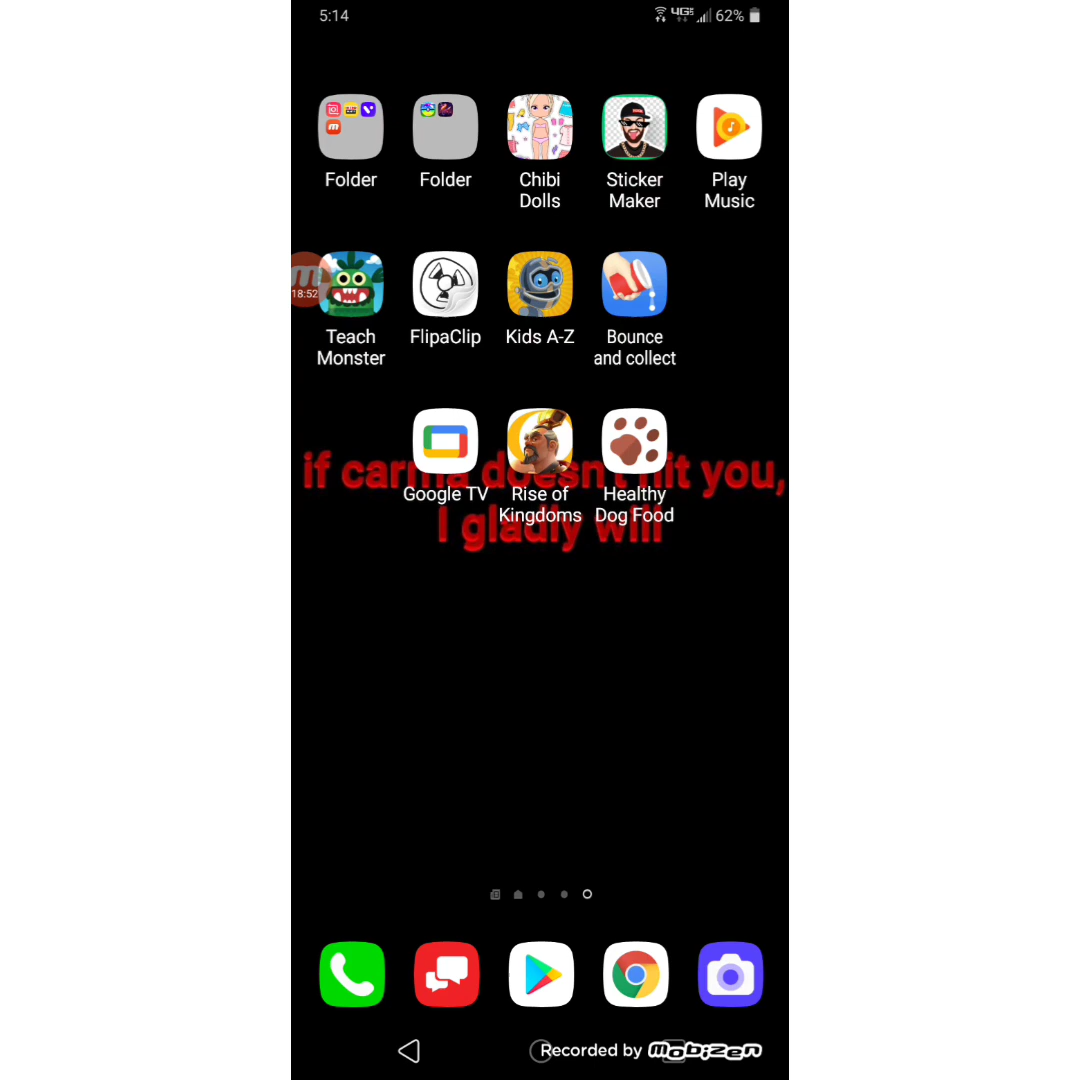 5:14
4G 62%
Folder
Folder
Chibi
Dolls
Sticker
Maker
Play
Music
18:52
Teach
Monster
FlipaClip
Kids A-Z
Bounce
and collect
if carma doesn't hit you,
I gladly will
Google TV
Rise of
Kingdoms
Healthy
Dog Food
Recorded by mobizen